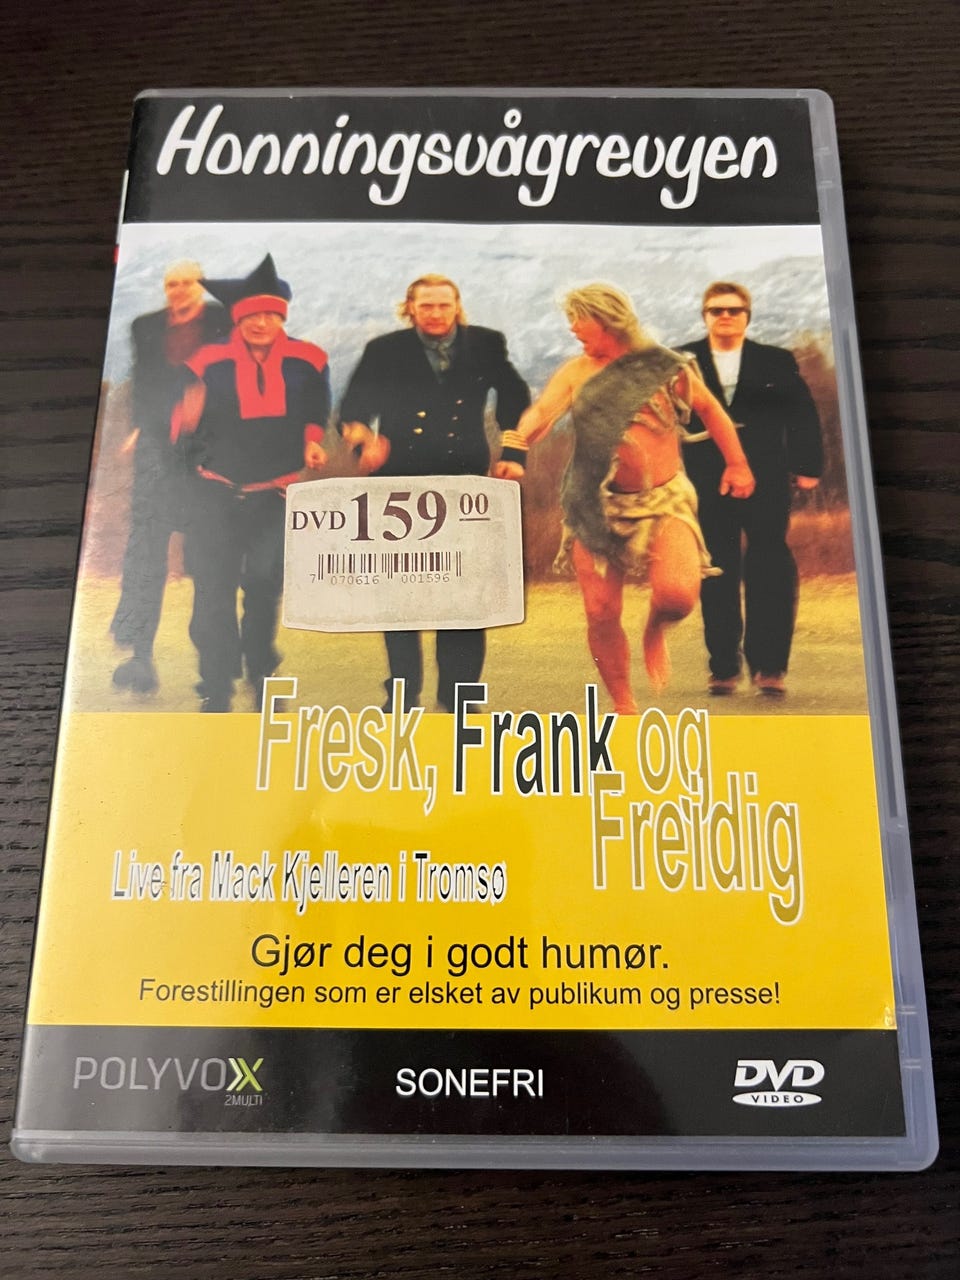 Honningsvågrevyen
DVD 159 00
7 070616 001596
Fresk, Frank og
Freidig
Live fra Mack Kjelleren i Tromsø
Gjør deg i godt humør.
Forestillingen som er elsket av publikum og presse!
POLYVOX
2MULTI
SONEFRI
DVD
VIDEO